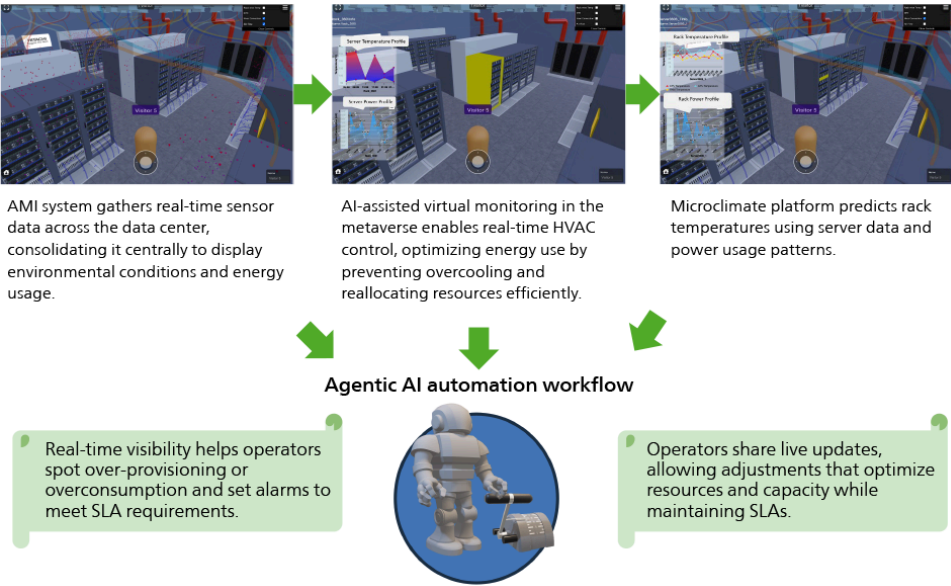 Visitor 5
Server Temperature Profile
Server Power Profile
Visitor 5
Rack Temperature Profile
Rack Power Profile
Visitor 5
AMI system gathers real-time sensor
data across the data center,
consolidating it centrally to display
environmental conditions and energy
usage.
AI-assisted virtual monitoring in the
metaverse enables real-time HVAC
control, optimizing energy use by
preventing overcooling and
reallocating resources efficiently.
Microclimate platform predicts rack
temperatures using server data and
power usage patterns.
Agentic AI automation workflow
Real-time visibility helps operators
spot over-provisioning or
overconsumption and set alarms to
meet SLA requirements.
Operators share live updates,
allowing adjustments that optimize
resources and capacity while
maintaining SLAs.